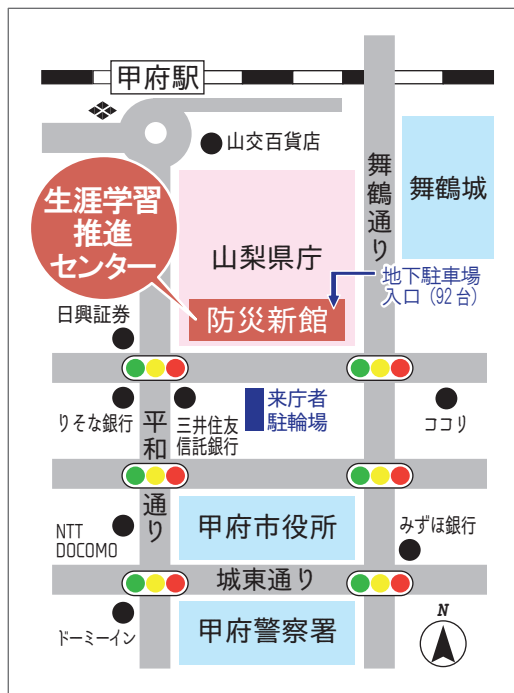 甲府駅
山交百貨店
舞鶴通り
舞鶴城
生涯学習
推進
センター
山梨県庁
防災新館
地下駐車場
入口（92台）
日興証券
りそな銀行
平和通り
三井住友
信託銀行
来庁者
駐輪場
ココリ
NTT
DOCOMO
甲府市役所
みずほ銀行
城東通り
ドーミーイン
甲府警察署
N